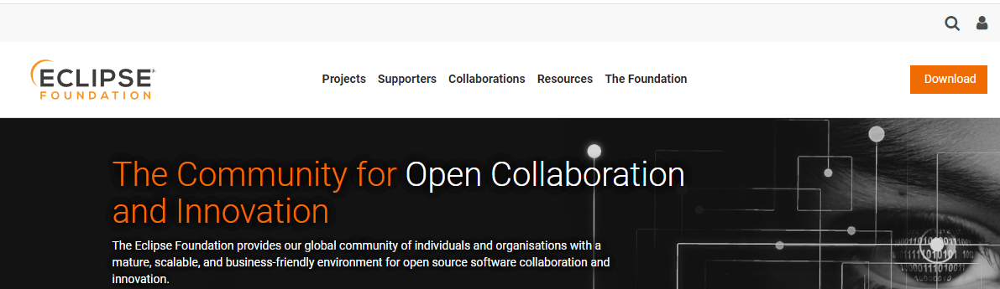 ECLIPSE
FOUNDATION
Projects Supporters Collaborations Resources The Foundation
Download
The Community for Open Collaboration
and Innovation
The Eclipse Foundation provides our global community of individuals and organisations with a
mature, scalable, and business-friendly environment for open source software collaboration and
innovation.